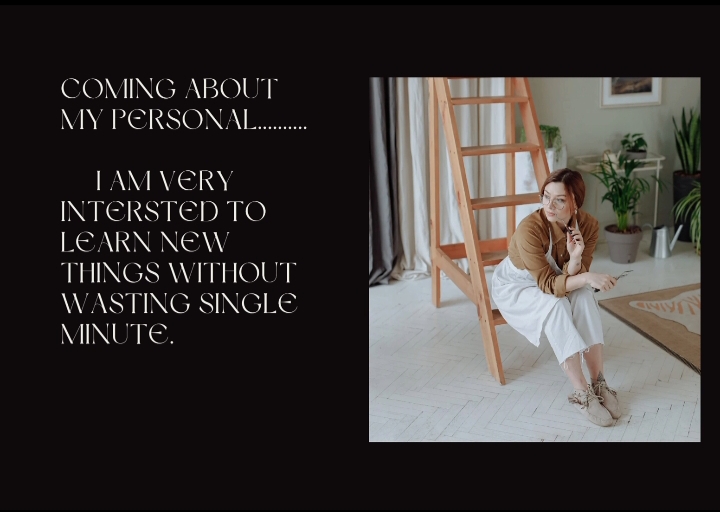 COMING ABOUT
MY PERSONAL..........
I AM VERY
INTERSTED TO
LEARN NEW
THINGS WITHOUT
WASTING SINGLE
MINUTE.